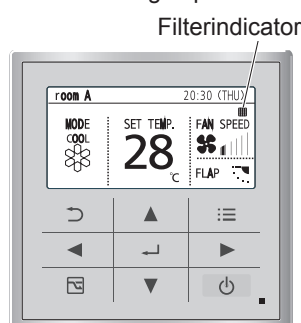 Filterindicator
room A 20:30 (THU)
MODE SET TEMP. FAN SPEED
COOL
28°C
FLAP